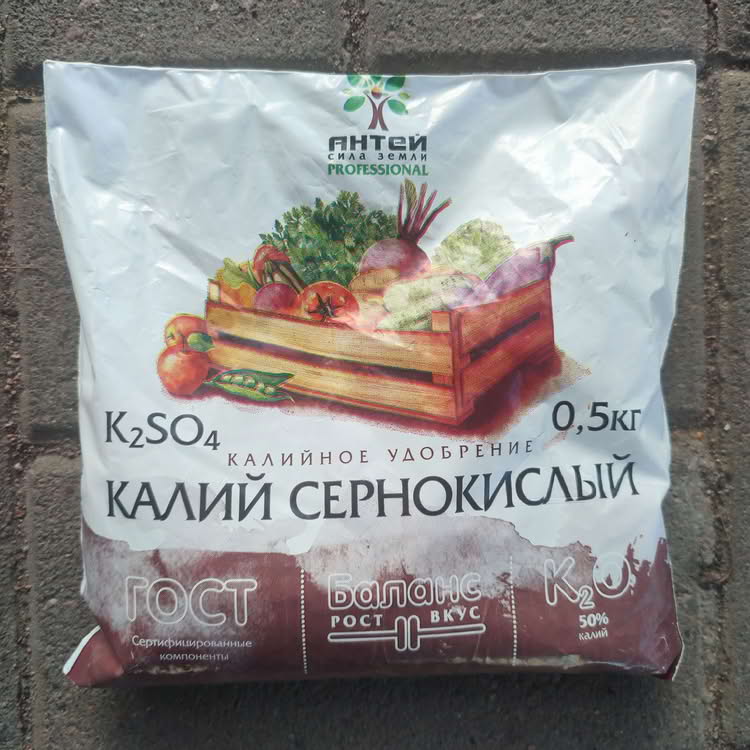 АНТЕЙ
СИЛА ЗЕМЛИ
PROFESSIONAL
K₂SO₄
0,5КГ
КАЛИЙНОЕ УДОБРЕНИЕ
КАЛИЙ СЕРНОКИСЛЫЙ
ГОСТ
Сертифицированные
компоненты
Баланс
РОСТ ВКУС
K₂O
50%
калий